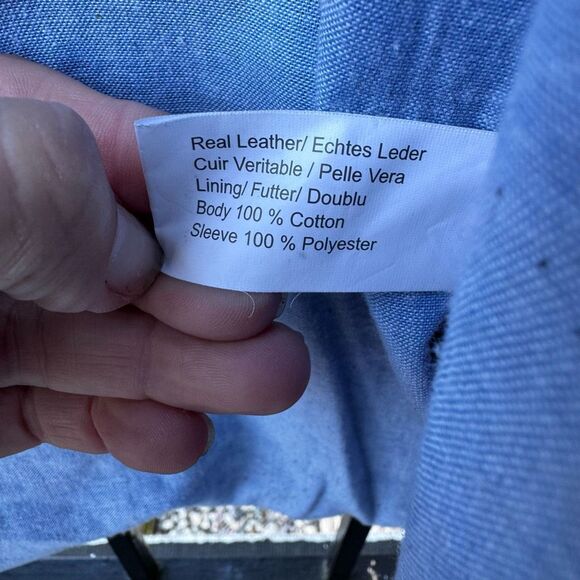 Real Leather/ Echtes Leder
Cuir Veritable / Pelle Vera
Lining/ Futter/ Doublu
Body 100 % Cotton
Sleeve 100 % Polyester